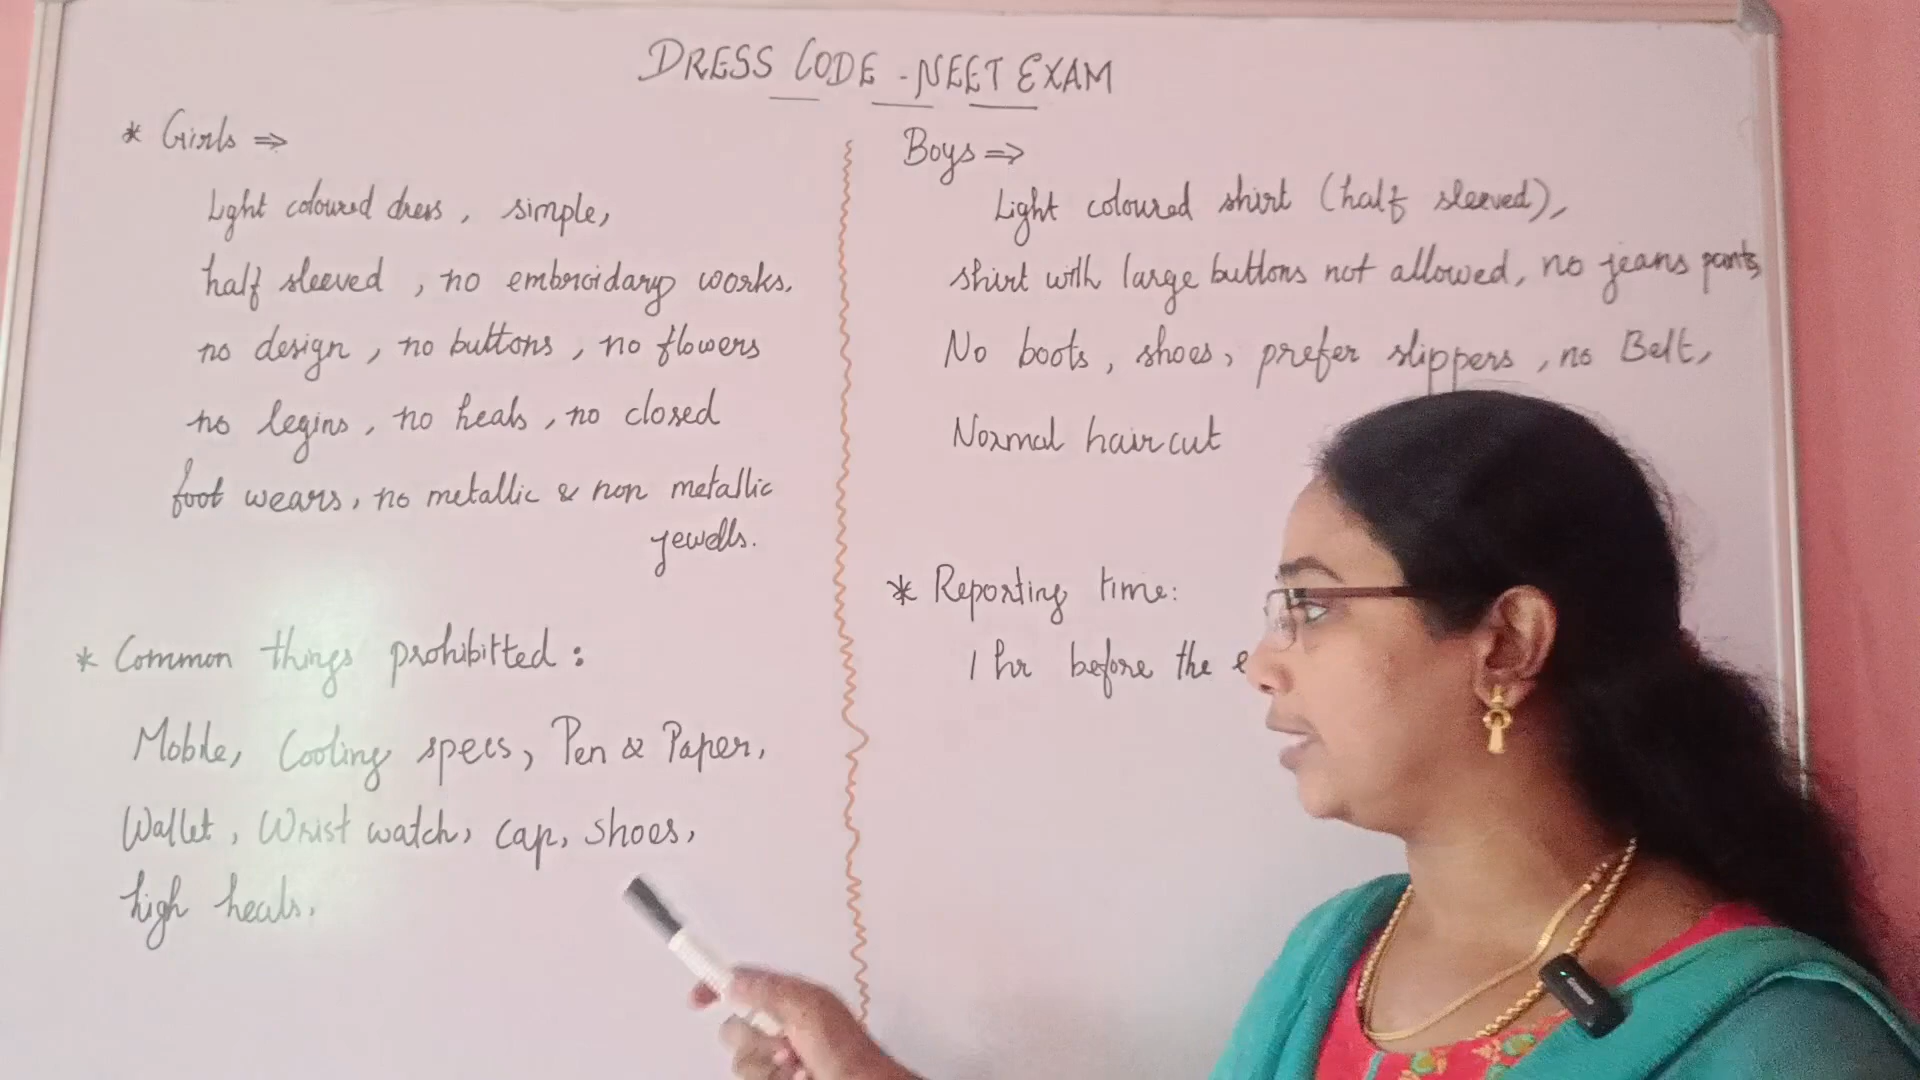 DRESS CODE - NEET EXAM
* Girls ⇒
Light coloured dress, simple,
half sleeved, no embroidary works.
no design, no buttons, no flowers
no legins, no heals, no closed
foot wears, no metallic & non metallic
jewells.
* Common things prohibitted :
Mobile, Cooling specs, Pen & Paper,
Wallet, Wrist watch, cap, shoes,
high heals.
Boys ⇒
Light coloured shirt (half sleeved),
shirt with large buttons not allowed, no jeans pants,
No boots, shoes, prefer slippers, no Belt,
Normal hair cut
* Reporting time:
1 hr before the